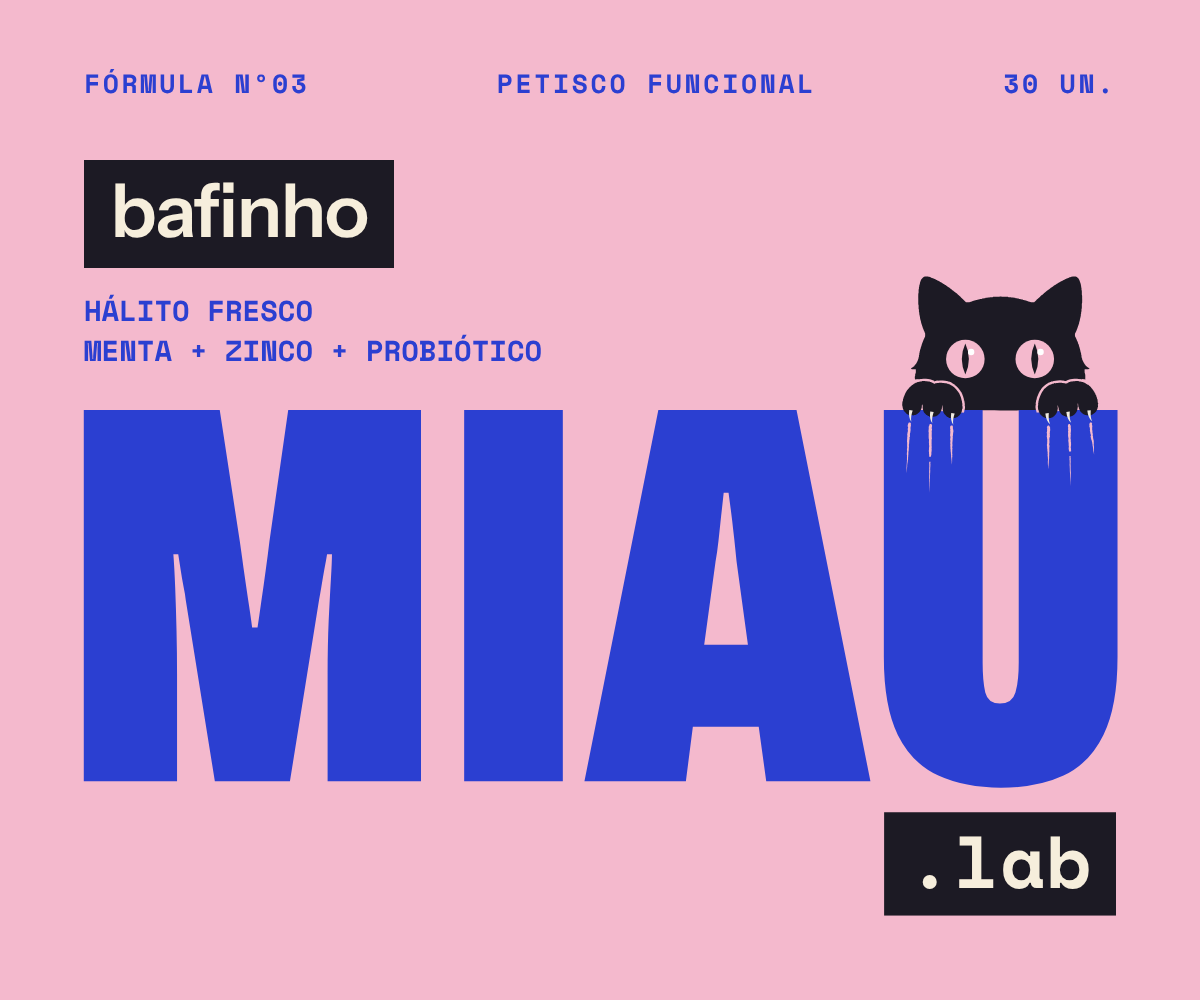 FÓRMULA N°03 PETISCO FUNCIONAL 30 UN.
bafinho
HÁLITO FRESCO
MENTA + ZINCO + PROBIÓTICO
MIAU
.lab